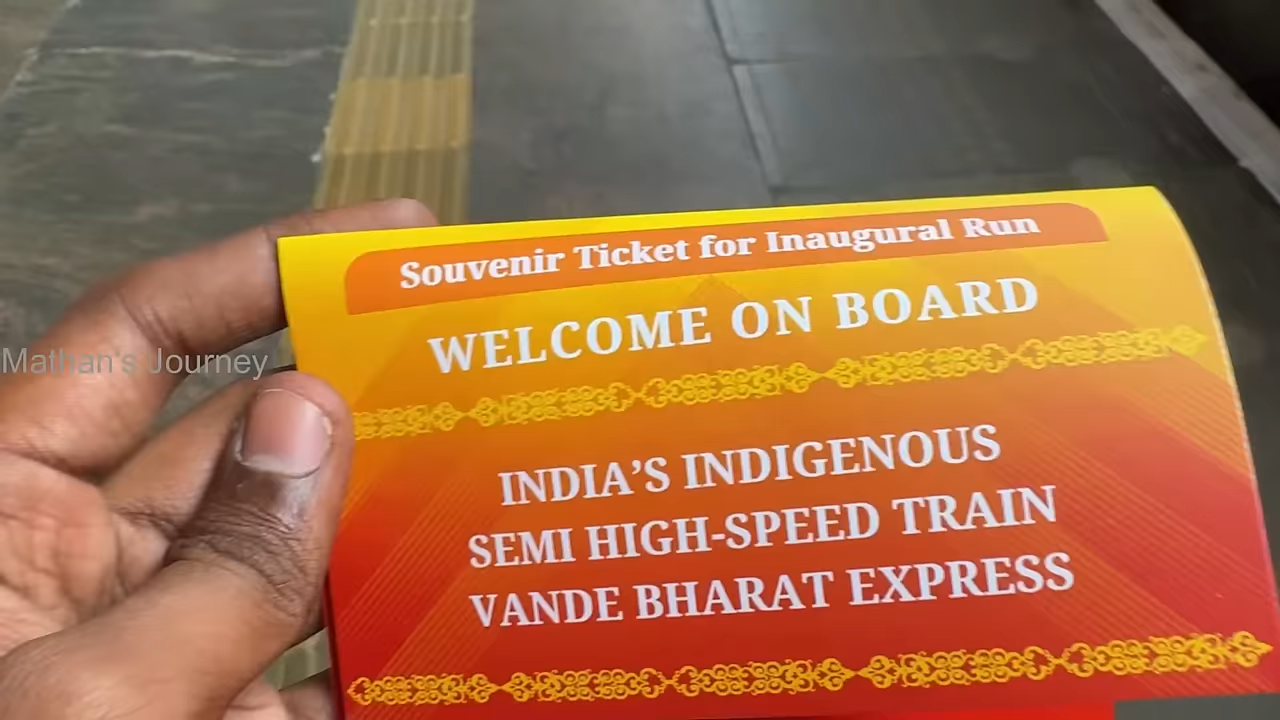 Souvenir Ticket for Inaugural Run
WELCOME ON BOARD
Mathan's Journey
INDIA'S INDIGENOUS
SEMI HIGH-SPEED TRAIN
VANDE BHARAT EXPRESS